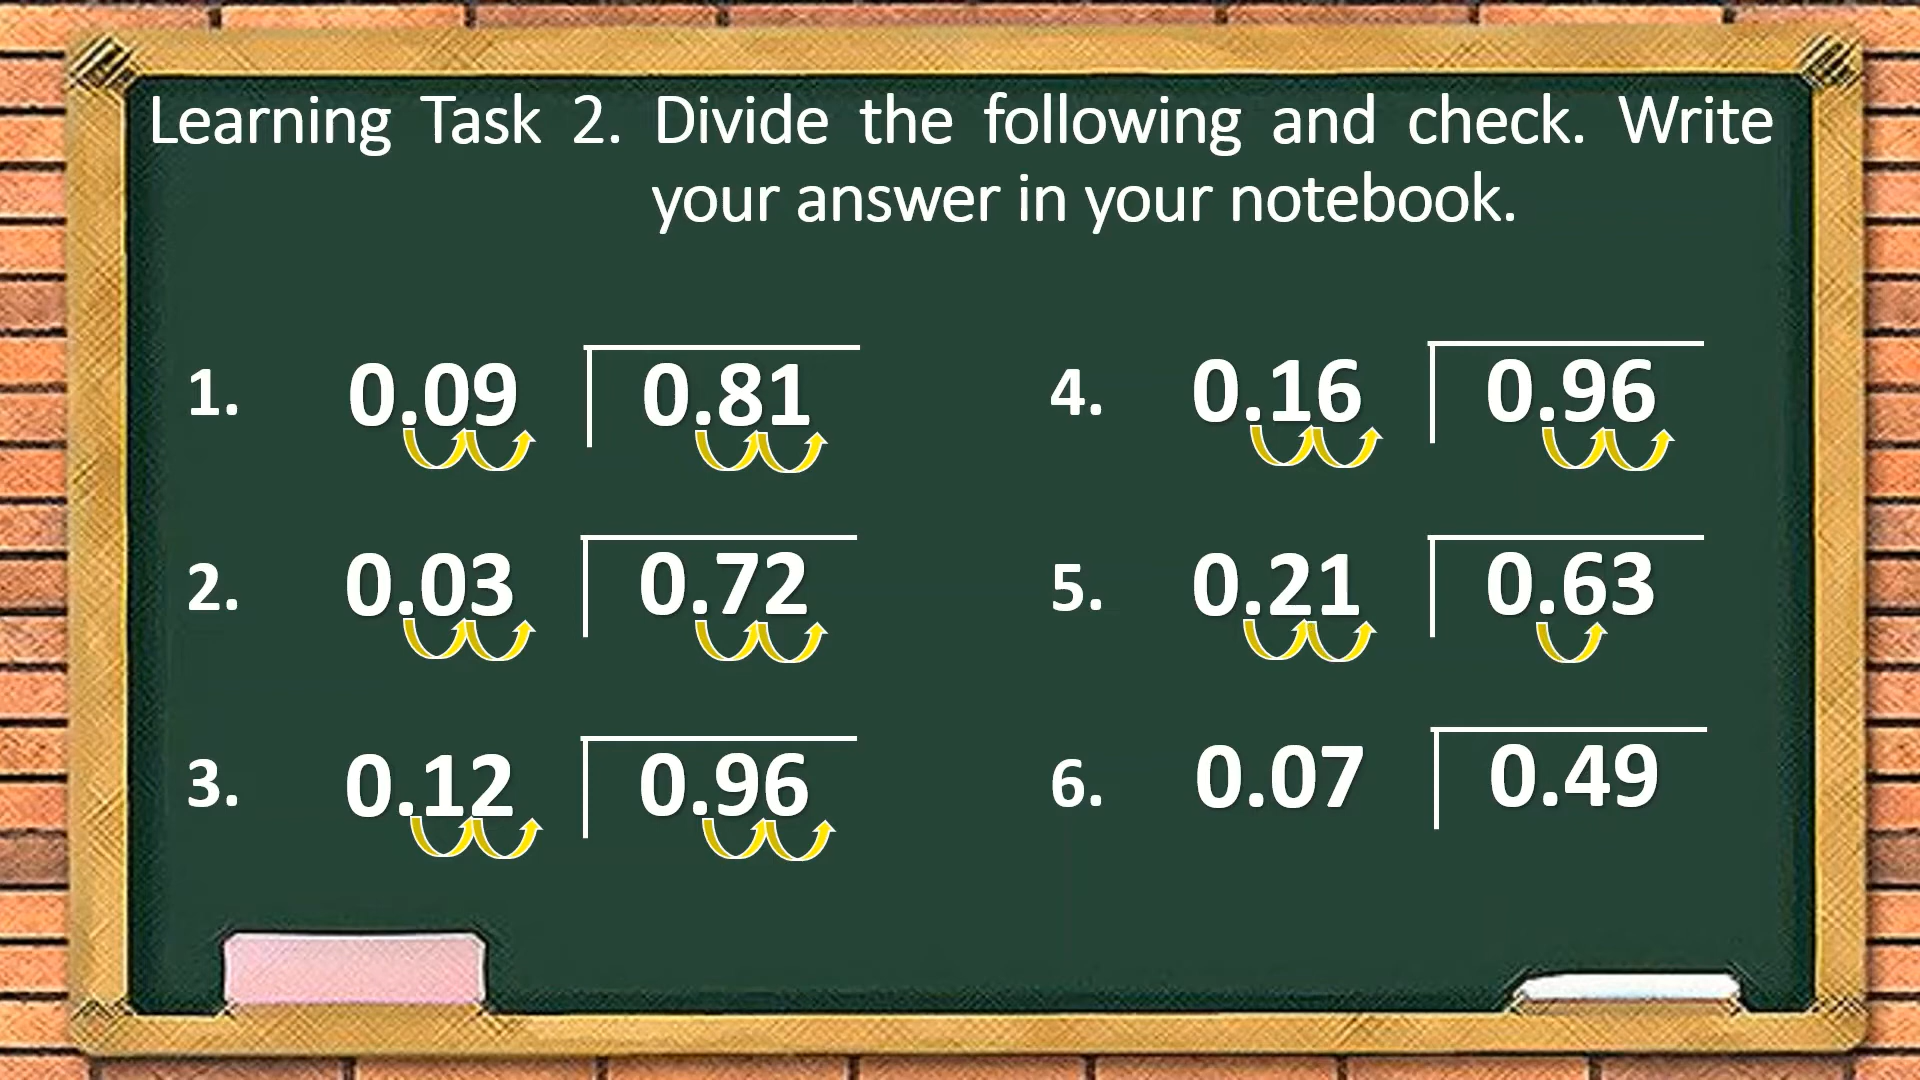 Learning Task 2. Divide the following and check. Write
your answer in your notebook.
1. 0.09 0.81
2. 0.03 0.72
3. 0.12 0.96
4. 0.16 0.96
5. 0.21 0.63
6. 0.07 0.49